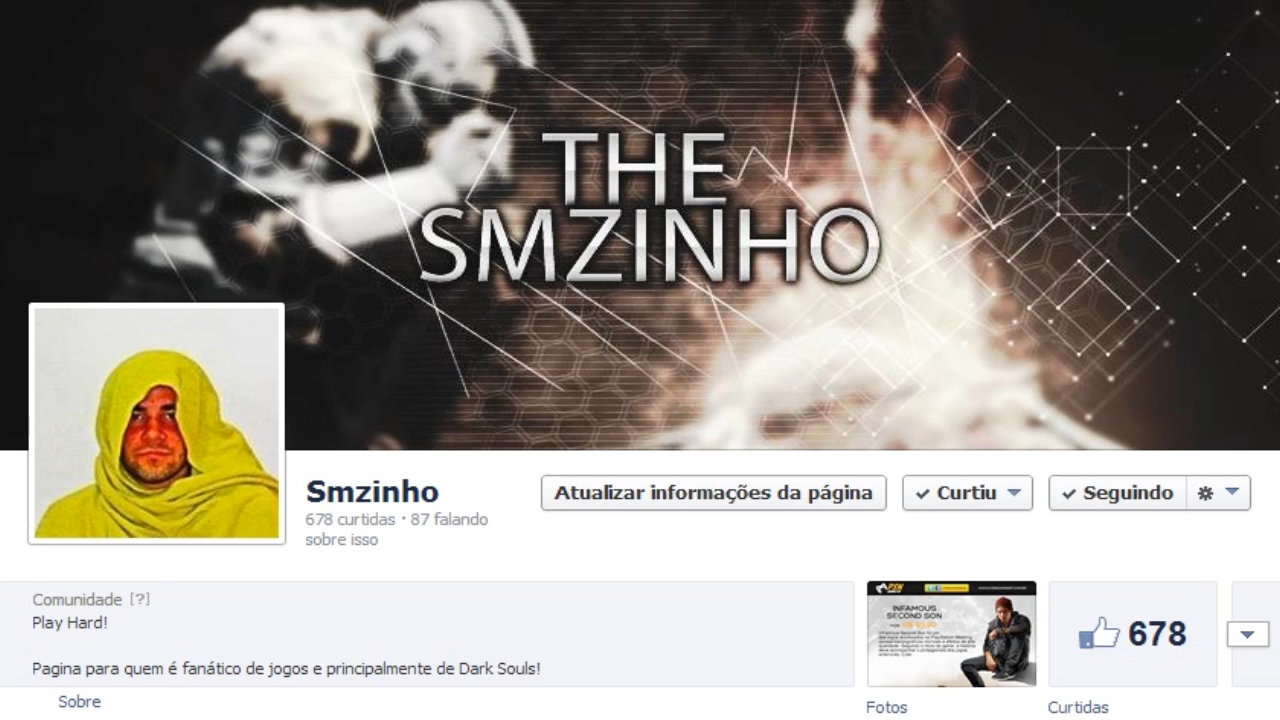 THE
SMZINHO
Smzinho
Atualizar informações da página
Curtiu
Seguindo
678 curtidas · 87 falando
sobre isso
Comunidade [?]
Play Hard!
Pagina para quem é fanático de jogos e principalmente de Dark Souls!
INFAMOUS
SECOND SON
678
Sobre
Fotos
Curtidas